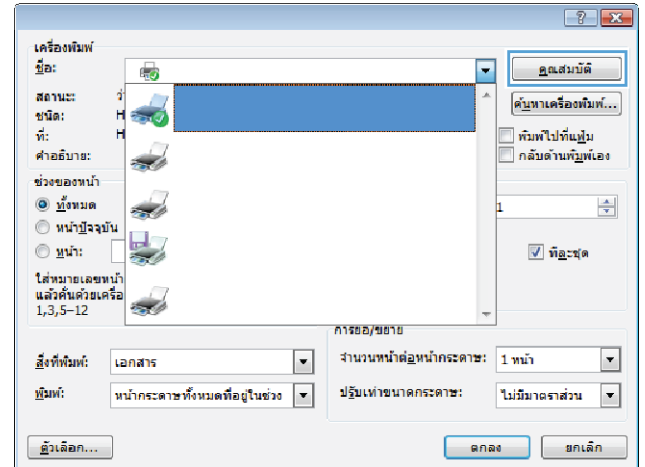 เครื่องพิมพ์
ชื่อ:
คุณสมบัติ
สถานะ: ว่า
ค้นหาเครื่องพิมพ์...
ชนิด: H
ที่: H
พิมพ์ไปที่แฟ้ม
คำอธิบาย:
กลับด้านพิมพ์เอง
ช่วงของหน้า
ทั้งหมด
1
หน้าปัจจุบัน
หน้า:
ทีละชุด
ใส่หมายเลขหน้า
แล้วคั่นด้วยเครื่อ
1,3,5–12
การย่อ/ขยาย
สิ่งที่พิมพ์: เอกสาร
จำนวนหน้าต่อหน้ากระดาษ: 1 หน้า
พิมพ์: หน้ากระดาษทั้งหมดที่อยู่ในช่วง
ปรับเท่าขนาดกระดาษ: ไม่มีมาตราส่วน
ตัวเลือก...
ตกลง
ยกเลิก